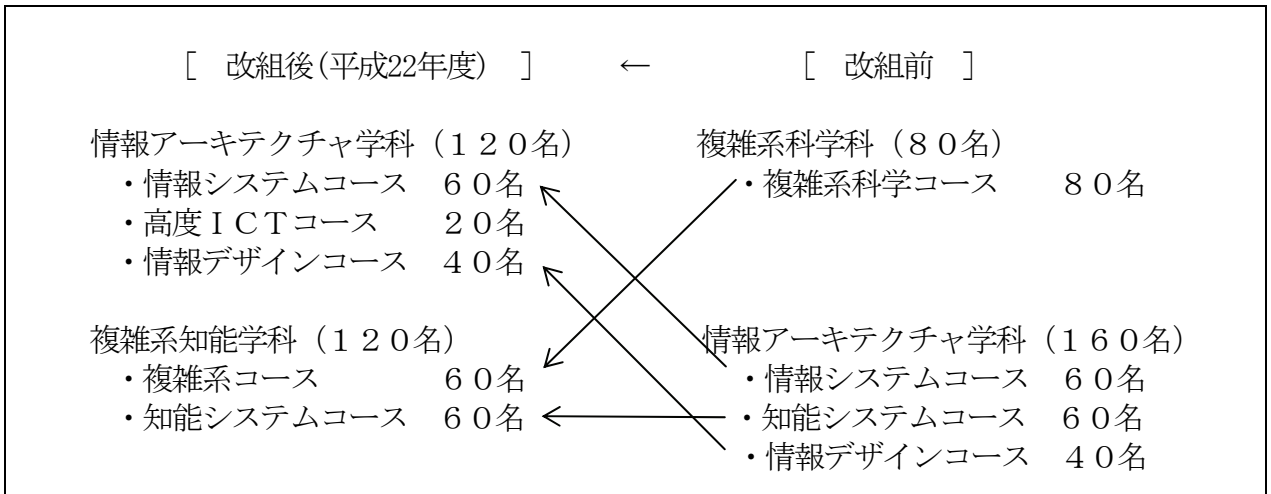 ［　改組後(平成22年度)　］　　←　　［　改組前　］
情報アーキテクチャ学科（１２０名）　　複雑系科学科（８０名）
・情報システムコース　６０名　　・複雑系科学コース　８０名
・高度ＩＣＴコース　２０名
・情報デザインコース　４０名
複雑系知能学科（１２０名）　　情報アーキテクチャ学科（１６０名）
・複雑系コース　６０名　　・情報システムコース　６０名
・知能システムコース　６０名　　・知能システムコース　６０名
・情報デザインコース　４０名